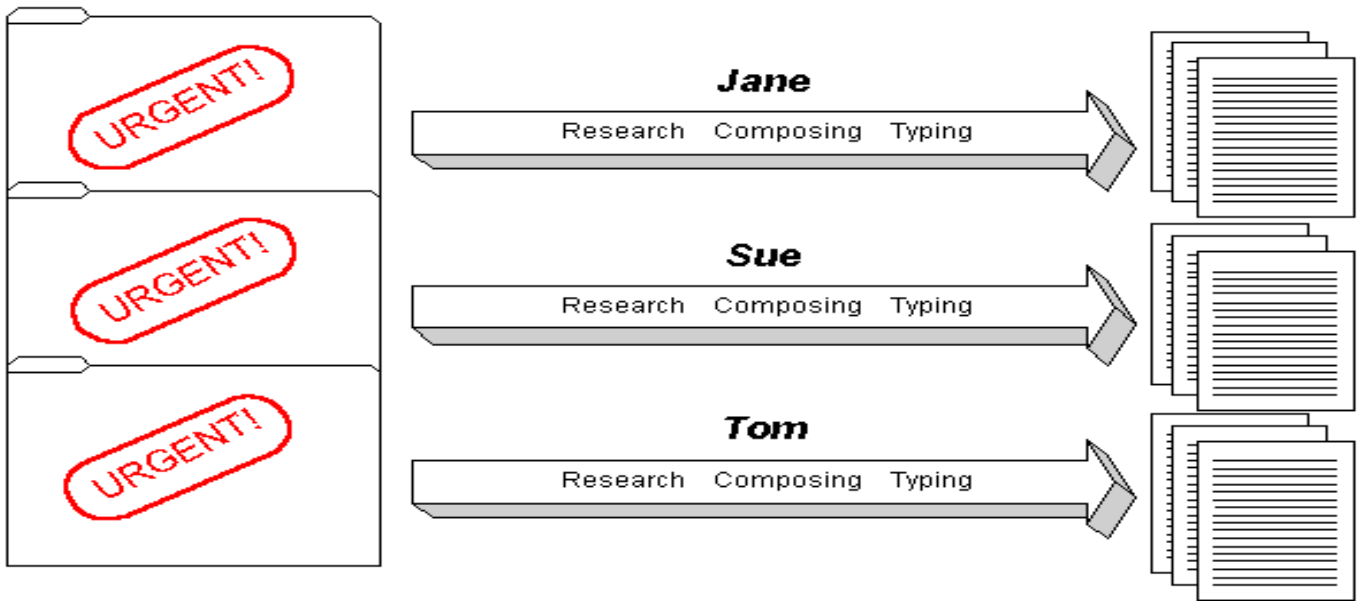 URGENT!
Jane
Research Composing Typing
URGENT!
Sue
Research Composing Typing
URGENT!
Tom
Research Composing Typing